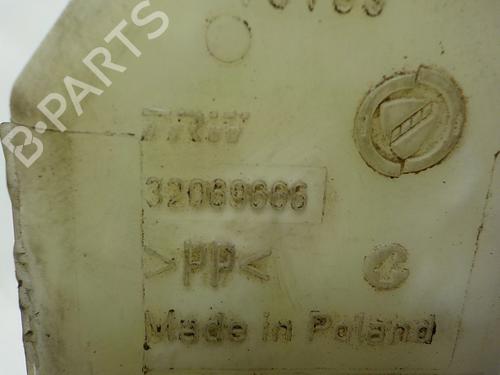 B-PARTS
TRW
32069666
>PP<
Made in Poland